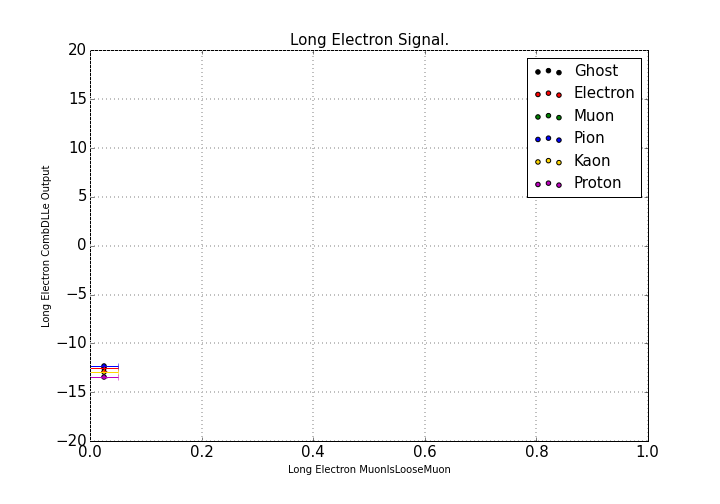 Long Electron Signal.
20
15
10
5
0
−5
−10
−15
−20
Long Electron CombDLLe Output
Ghost
Electron
Muon
Pion
Kaon
Proton
0.0
0.2
0.4
0.6
0.8
1.0
Long Electron MuonIsLooseMuon